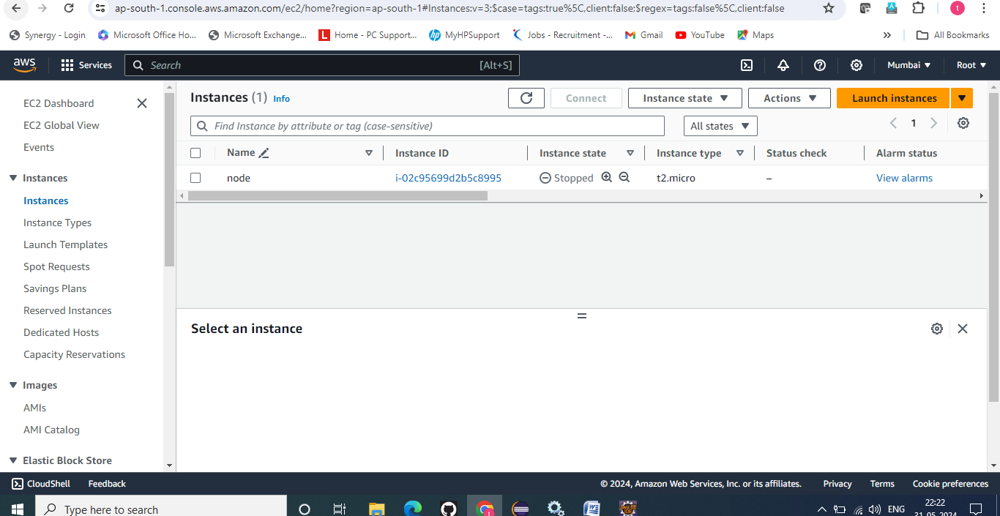 ap-south-1.console.aws.amazon.com/ec2/home?region=ap-south-1#Instances:v=3;$case=tags:true%5C,client:false;$regex=tags:false%5C,client:false
t
Synergy - Login
Microsoft Office Ho...
Microsoft Exchange...
L
Home - PC Support...
hp
MyHPSupport
Jobs - Recruitment -...
Gmail
YouTube
Maps
All Bookmarks
aws
Services
Search
[Alt+S]
Mumbai
Root
EC2 Dashboard
EC2 Global View
Events
Instances
Instances
Instance Types
Launch Templates
Spot Requests
Savings Plans
Reserved Instances
Dedicated Hosts
Capacity Reservations
Images
AMIs
AMI Catalog
Elastic Block Store
Instances (1) Info
Connect
Instance state
Actions
Launch instances
Find Instance by attribute or tag (case-sensitive)
All states
1
Name
Instance ID
Instance state
Instance type
Status check
Alarm status
node
i-02c95699d2b5c8995
Stopped
t2.micro
–
View alarms
Select an instance
CloudShell
Feedback
© 2024, Amazon Web Services, Inc. or its affiliates.
Privacy
Terms
Cookie preferences
Type here to search
ENG
22:22
31-05-2024